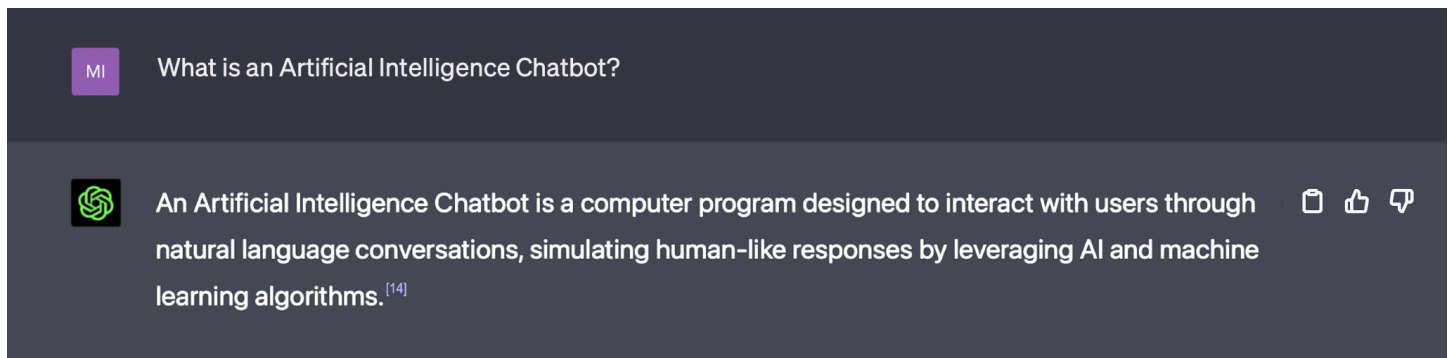 MI
What is an Artificial Intelligence Chatbot?
An Artificial Intelligence Chatbot is a computer program designed to interact with users through
natural language conversations, simulating human-like responses by leveraging AI and machine
learning algorithms.[14]